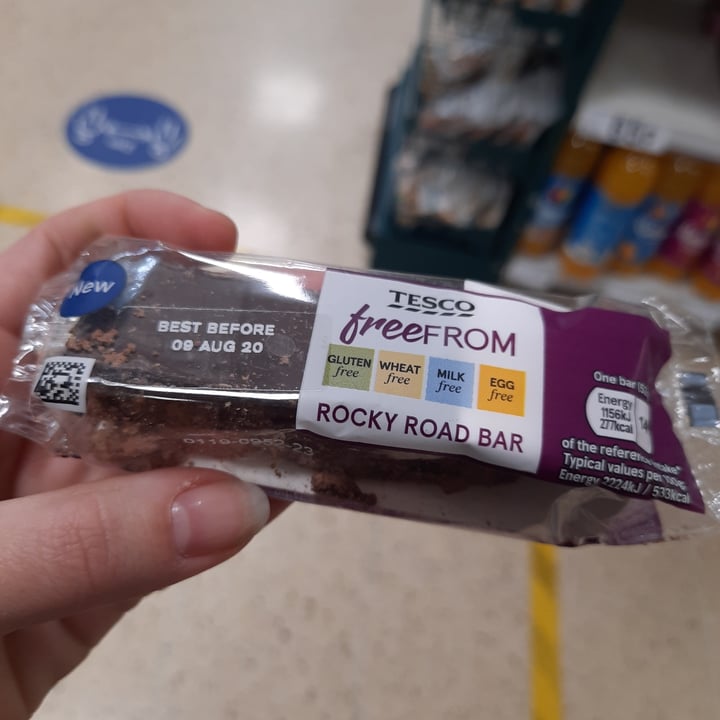 New
BEST BEFORE
09 AUG 20
TESCO
freeFROM
GLUTEN
free
WHEAT
free
MILK
free
EGG
free
ROCKY ROAD BAR
One bar
Energy
1156kJ
277kcal
of the reference
Typical values per 100g:
Energy 2224kJ / 533kcal